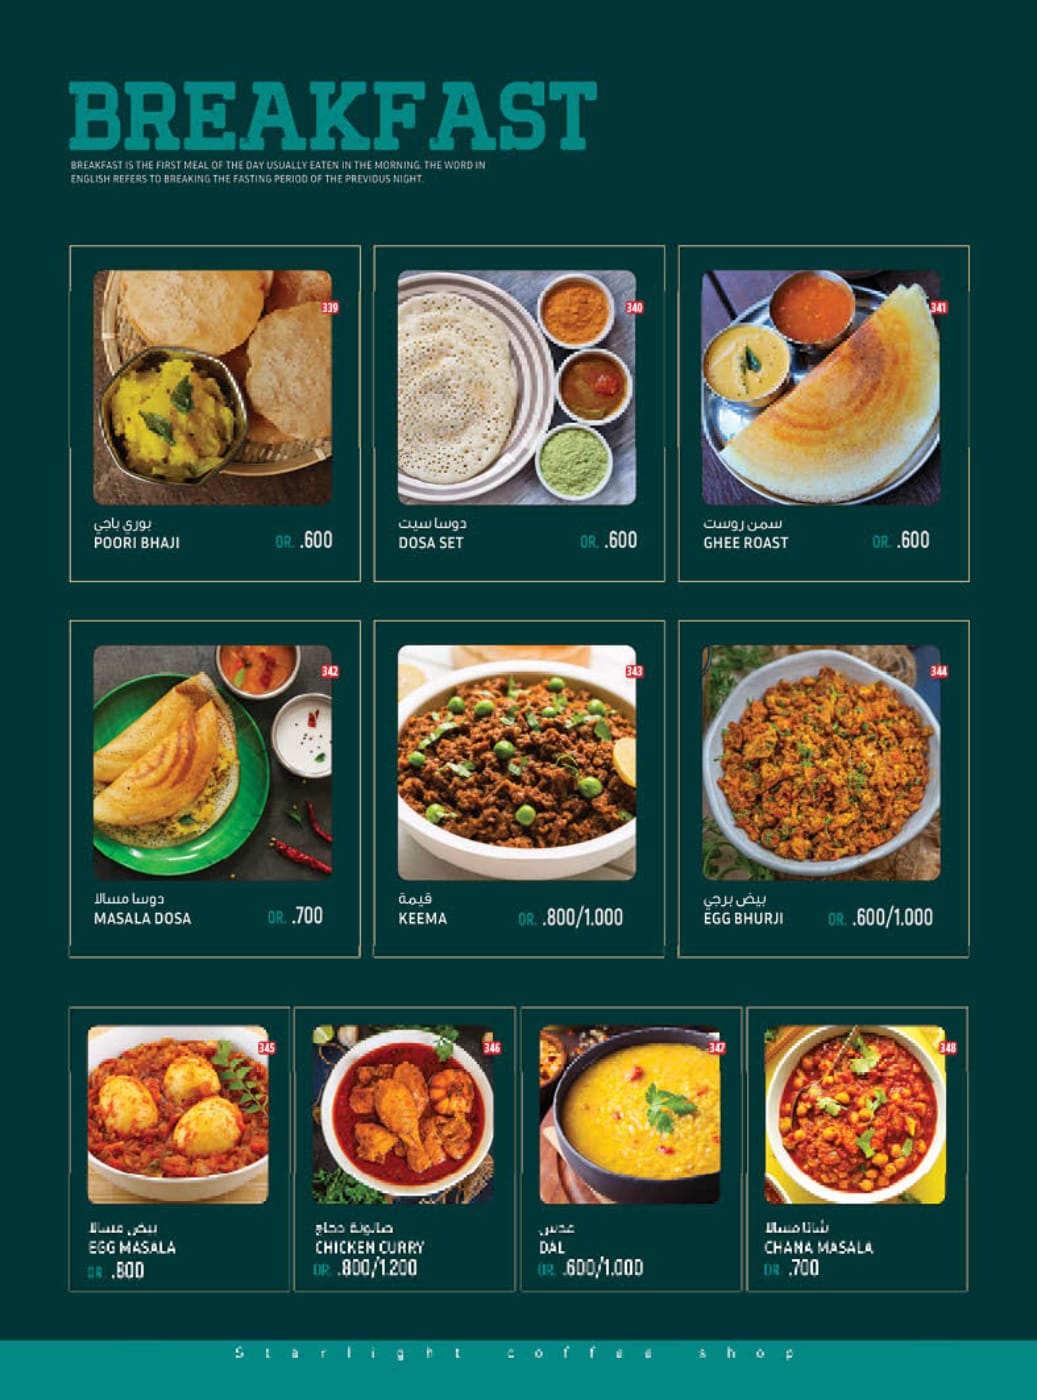 BREAKFAST
BREAKFAST IS THE FIRST MEAL OF THE DAY USUALLY EATEN IN THE MORNING. THE WORD IN
ENGLISH REFERS TO BREAKING THE FASTING PERIOD OF THE PREVIOUS NIGHT.
339
بوري باجي
POORI BHAJI
OR. .600
340
دوسا سيت
DOSA SET
OR. .600
341
سمن روست
GHEE ROAST
OR. .600
342
دوسا مسالا
MASALA DOSA
OR. .700
343
قيمة
KEEMA
OR. .800/1.000
344
بيض برجي
EGG BHURJI
OR. .600/1.000
345
بيض مسالا
EGG MASALA
OR .800
346
صالونة دجاج
CHICKEN CURRY
OR. .800/1.200
347
عدس
DAL
OR. .600/1.000
348
شانا مسالا
CHANA MASALA
OR .700
Starlight coffee shop